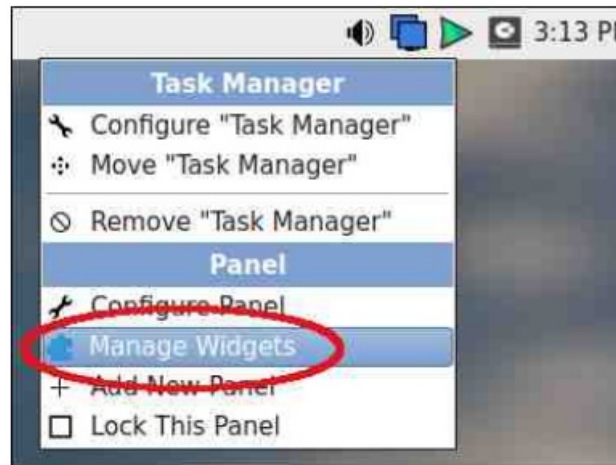 3:13 P
Task Manager
Configure "Task Manager"
Move "Task Manager"
Remove "Task Manager"
Panel
Configure Panel
Manage Widgets
Add New Panel
Lock This Panel